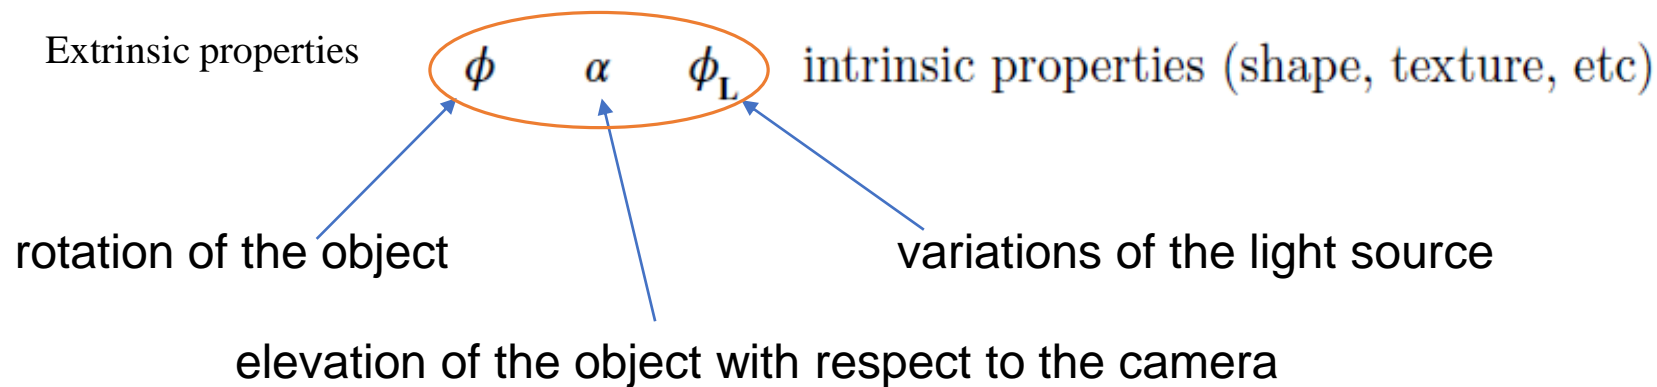 Extrinsic properties ϕ α ϕ_L intrinsic properties (shape, texture, etc)
rotation of the object variations of the light source
elevation of the object with respect to the camera